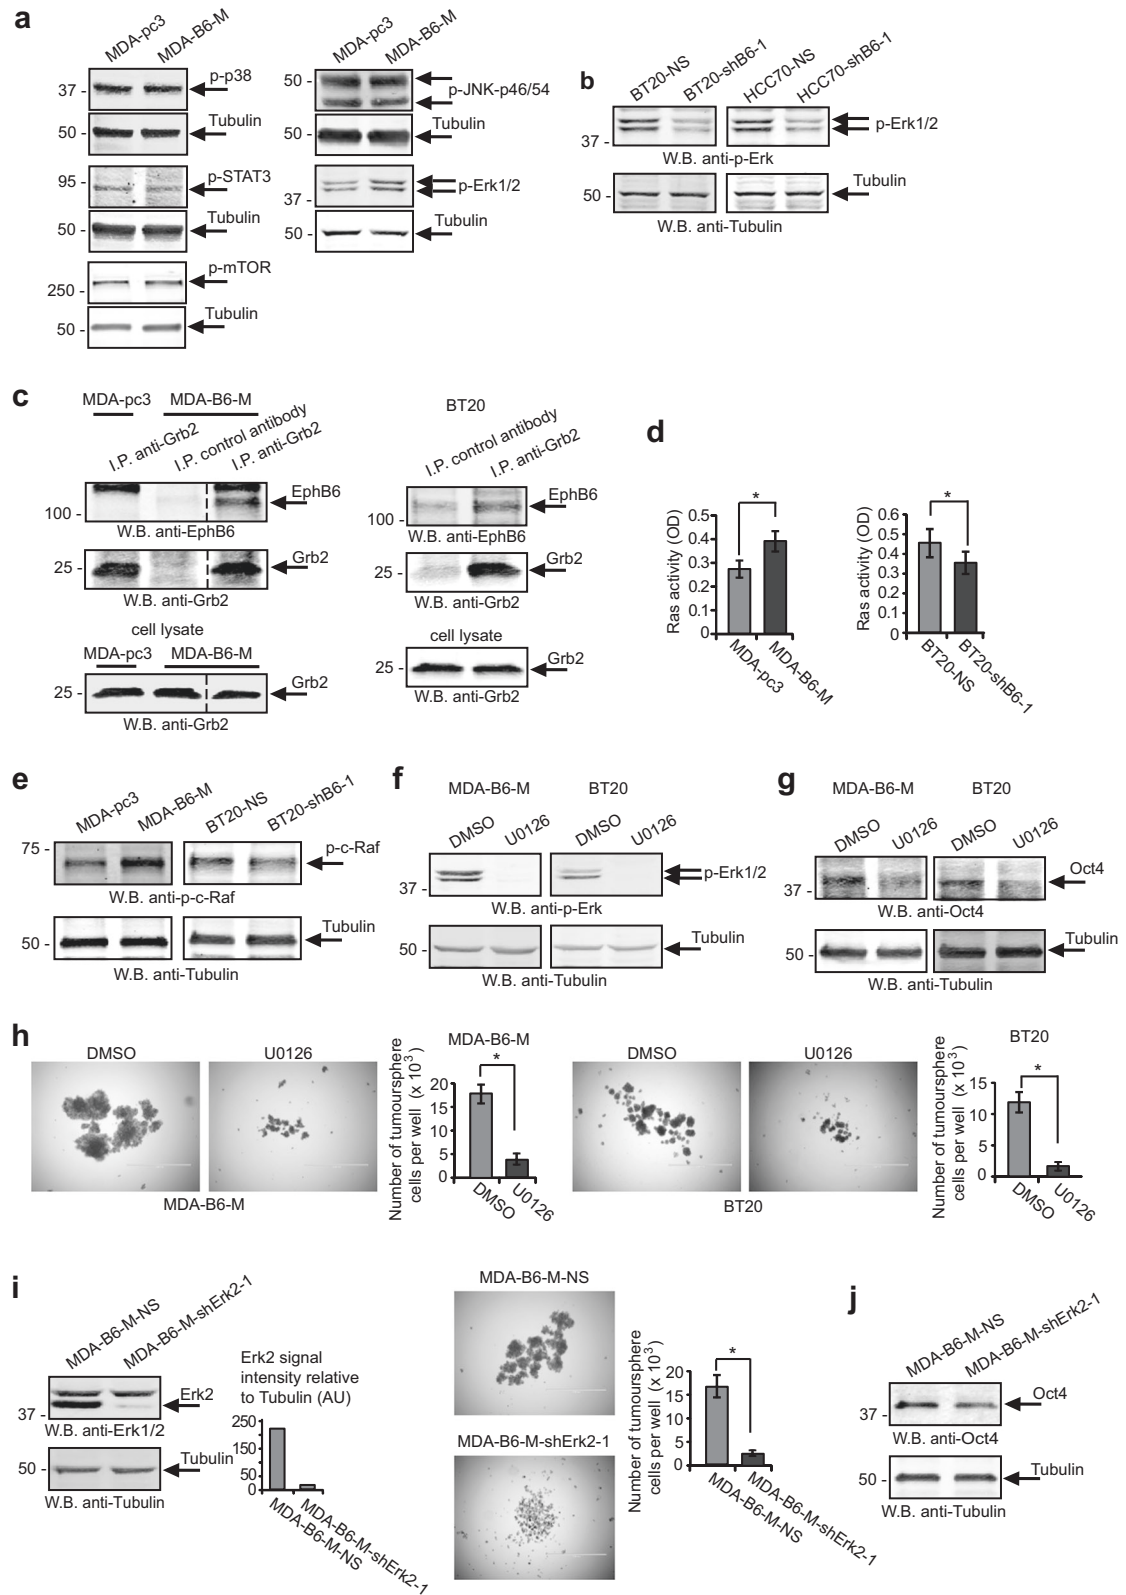 a
MDA-pc3
MDA-B6-M
37 -
p-p38
50 -
Tubulin
95 -
p-STAT3
50 -
Tubulin
250 -
p-mTOR
50 -
Tubulin
MDA-pc3
MDA-B6-M
50 -
p-JNK-p46/54
50 -
Tubulin
37 -
p-Erk1/2
50 -
Tubulin
b
BT20-NS
BT20-shB6-1
HCC70-NS
HCC70-shB6-1
37 -
p-Erk1/2
W.B. anti-p-Erk
50 -
Tubulin
W.B. anti-Tubulin
c
MDA-pc3 MDA-B6-M
I.P. anti-Grb2
I.P. control antibody
I.P. anti-Grb2
100 -
EphB6
W.B. anti-EphB6
25 -
Grb2
W.B. anti-Grb2
cell lysate
MDA-pc3 MDA-B6-M
25 -
Grb2
W.B. anti-Grb2
BT20
I.P. control antibody
I.P. anti-Grb2
100 -
EphB6
W.B. anti-EphB6
25 -
Grb2
W.B. anti-Grb2
cell lysate
25 -
Grb2
W.B. anti-Grb2
d
Ras activity (OD)
0.5
0.4
0.3
0.2
0.1
0
*
MDA-pc3
MDA-B6-M
Ras activity (OD)
0.6
0.5
0.4
0.3
0.2
0.1
0
*
BT20-NS
BT20-shB6-1
e
MDA-pc3
MDA-B6-M
BT20-NS
BT20-shB6-1
75 -
p-c-Raf
W.B. anti-p-c-Raf
50 -
Tubulin
W.B. anti-Tubulin
f
MDA-B6-M BT20
DMSO
U0126
DMSO
U0126
37 -
p-Erk1/2
W.B. anti-p-Erk
50 -
Tubulin
W.B. anti-Tubulin
g
MDA-B6-M BT20
DMSO
U0126
DMSO
U0126
37 -
Oct4
W.B. anti-Oct4
50 -
Tubulin
W.B. anti-Tubulin
h
DMSO U0126
MDA-B6-M
Number of tumoursphere
cells per well (x 10³)
MDA-B6-M
20
15
10
5
0
*
DMSO
U0126
DMSO U0126
BT20
Number of tumoursphere
cells per well (x 10³)
BT20
15
10
5
0
*
DMSO
U0126
i
MDA-B6-M-NS
MDA-B6-M-shErk2-1
37 -
Erk2
W.B. anti-Erk1/2
50 -
Tubulin
W.B. anti-Tubulin
Erk2 signal
intensity relative
to Tubulin (AU)
250
150
100
50
0
MDA-B6-M-NS
MDA-B6-M-shErk2-1
MDA-B6-M-NS
MDA-B6-M-shErk2-1
Number of tumoursphere
cells per well (x 10³)
20
15
10
5
0
*
MDA-B6-M-NS
MDA-B6-M-shErk2-1
j
MDA-B6-M-NS
MDA-B6-M-shErk2-1
37 -
Oct4
W.B. anti-Oct4
50 -
Tubulin
W.B. anti-Tubulin